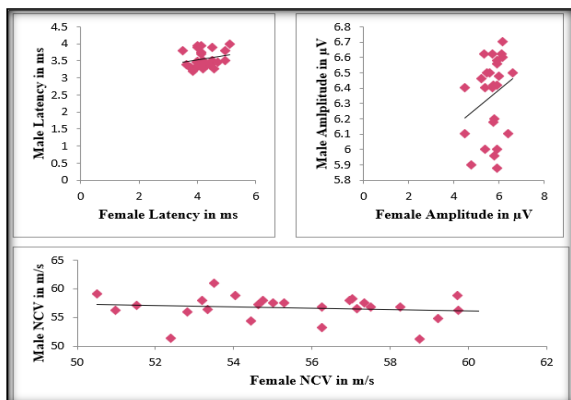 4.5
4
3.5
3
2.5
2
1.5
1
0.5
0
0 2 4 6
Male Latency in ms
Female Latency in ms
6.8
6.7
6.6
6.5
6.4
6.3
6.2
6.1
6
5.9
5.8
0 2 4 6 8
Male Amlplitude in µV
Female Amplitude in µV
65
60
55
50
50 52 54 56 58 60 62
Male NCV in m/s
Female NCV in m/s